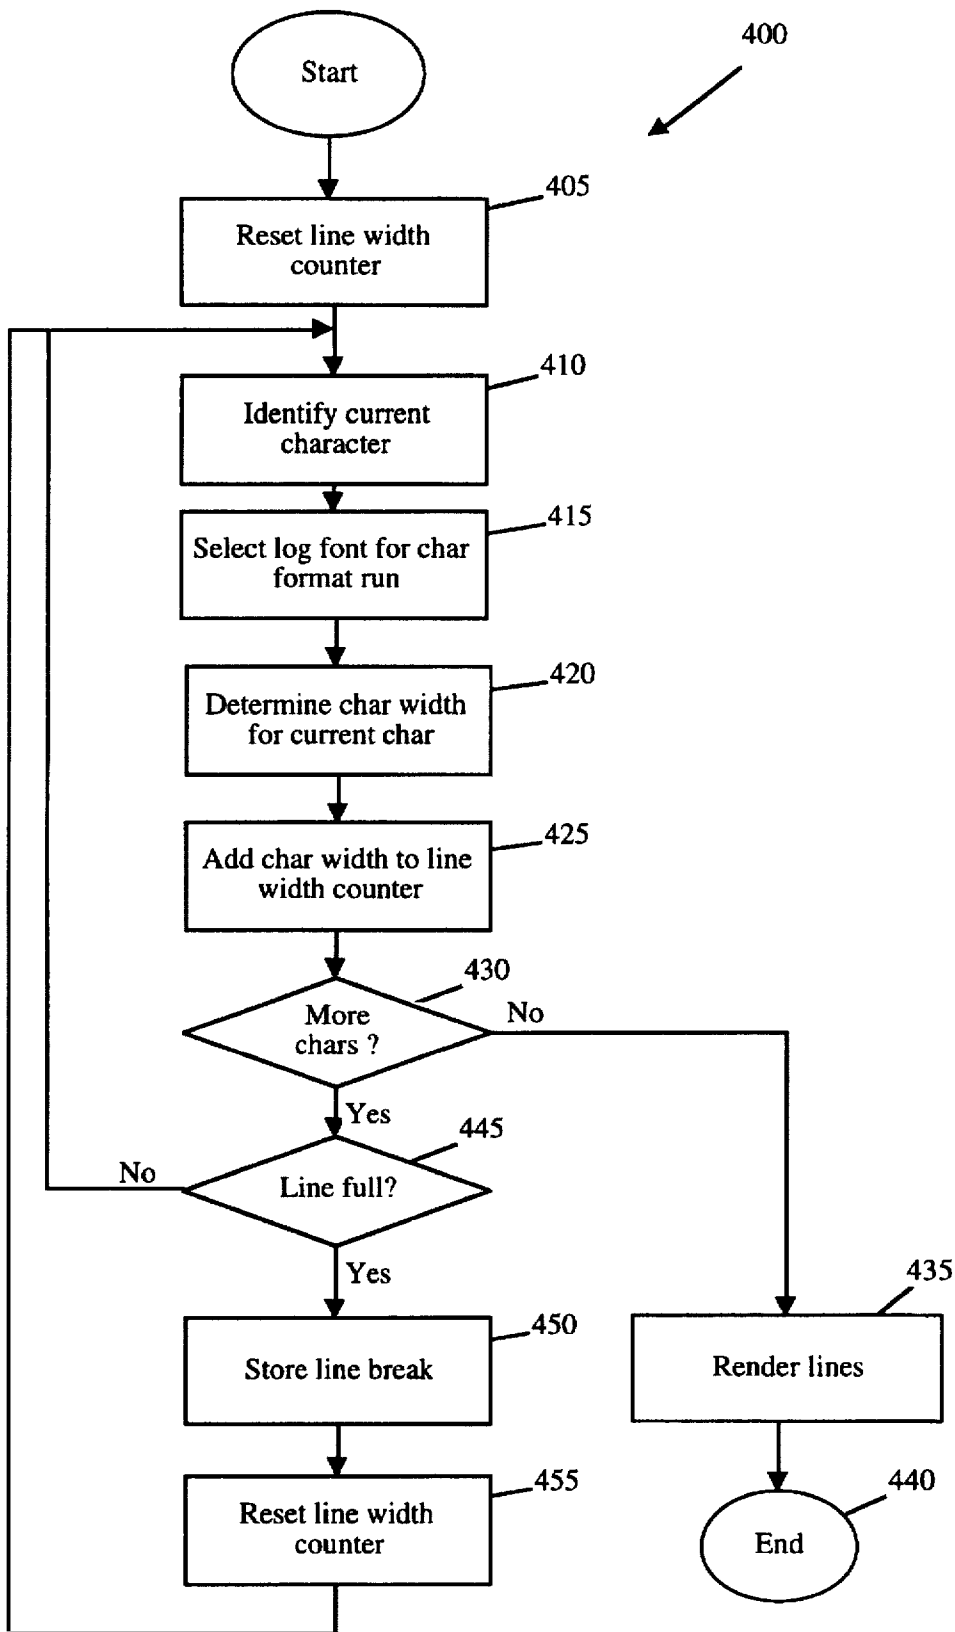 Start
400
405
Reset line width
counter
410
Identify current
character
415
Select log font for char
format run
420
Determine char width
for current char
425
Add char width to line
width counter
430
More
chars ?
No
Yes
445
Line full?
No
Yes
435
Render lines
450
Store line break
455
Reset line width
counter
440
End